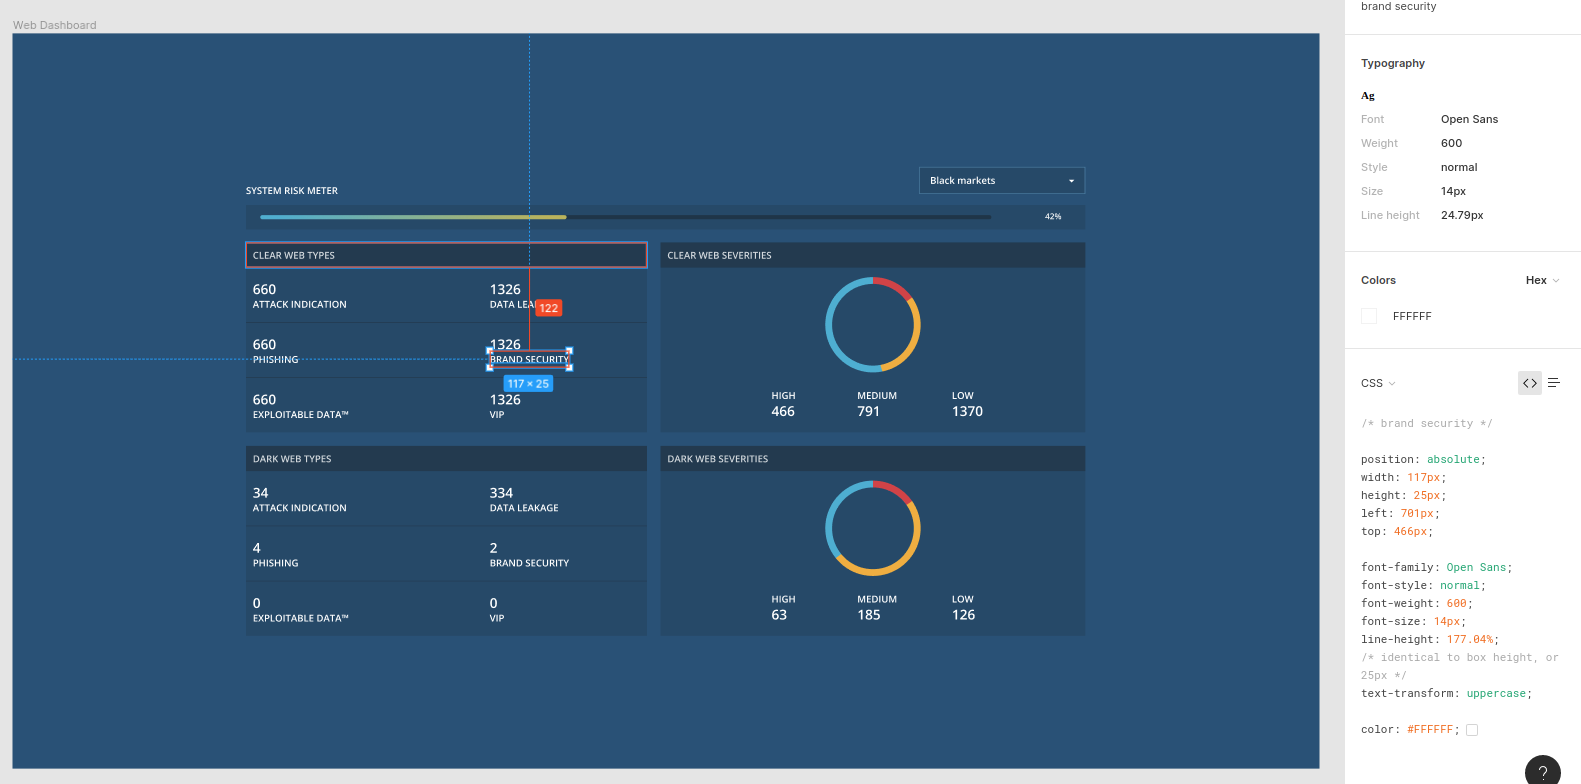 Web Dashboard
SYSTEM RISK METER
Black markets
42%
CLEAR WEB TYPES
660
ATTACK INDICATION
1326
DATA LEA
122
660
PHISHING
1326
BRAND SECURITY
117 × 25
660
EXPLOITABLE DATA™
1326
VIP
CLEAR WEB SEVERITIES
HIGH
466
MEDIUM
791
LOW
1370
DARK WEB TYPES
34
ATTACK INDICATION
334
DATA LEAKAGE
4
PHISHING
2
BRAND SECURITY
0
EXPLOITABLE DATA™
0
VIP
DARK WEB SEVERITIES
HIGH
63
MEDIUM
185
LOW
126
brand security
Typography
Ag
Font Open Sans
Weight 600
Style normal
Size 14px
Line height 24.79px
Colors Hex
FFFFFF
CSS
/* brand security */
position: absolute;
width: 117px;
height: 25px;
left: 701px;
top: 466px;
font-family: Open Sans;
font-style: normal;
font-weight: 600;
font-size: 14px;
line-height: 177.04%;
/* identical to box height, or
25px */
text-transform: uppercase;
color: #FFFFFF;
?